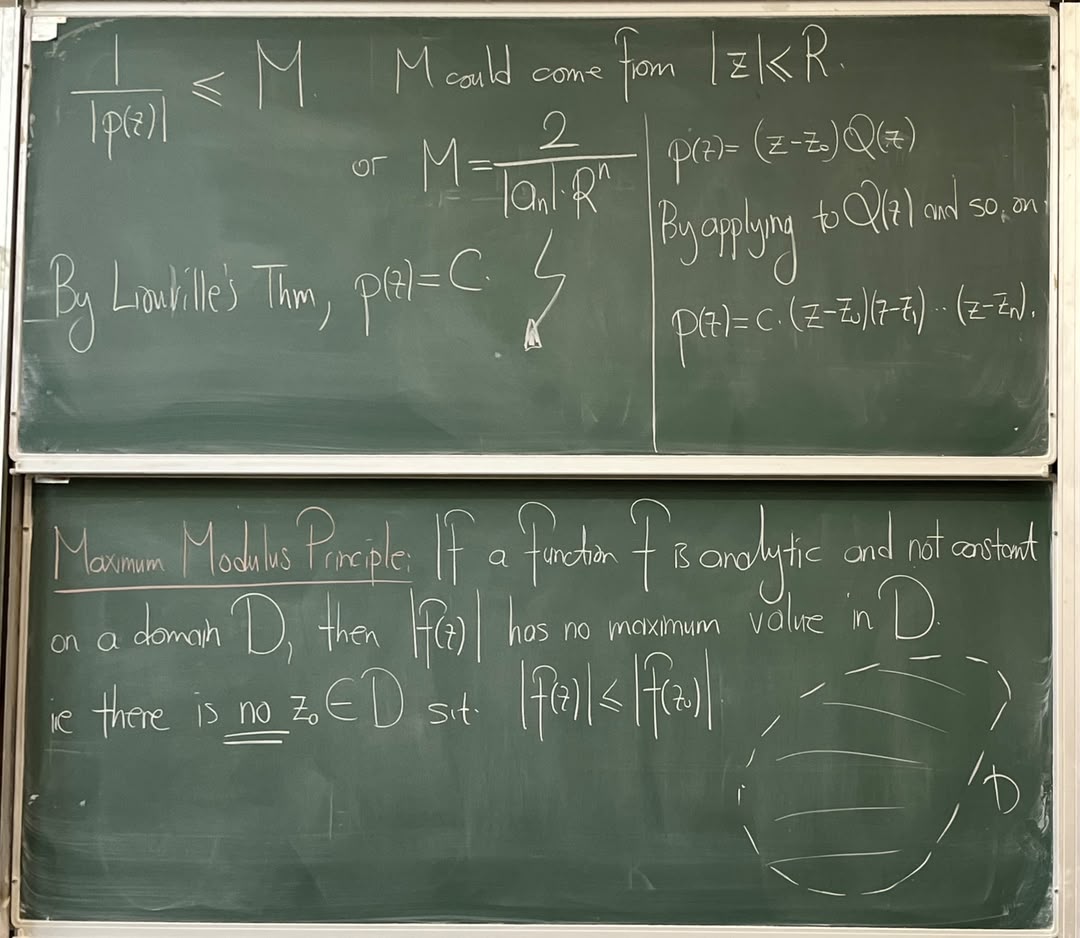 1/|p(z)| ≤ M. M could come from |z| ≤ R.
or M = 2/(|aₙ|·Rⁿ)
By Liouville's Thm, p(z) = C.
p(z) = (z-z₀)Q(z)
By applying to Q(z) and so on
p(z) = c.(z-z₀)(z-z₁)··(z-zₙ).
Maximum Modulus Principle: If a function f is analytic and not constant
on a domain D, then |f(z)| has no maximum value in D.
ie there is no z₀ ∈ D s.t. |f(z)| ≤ |f(z₀)|
D